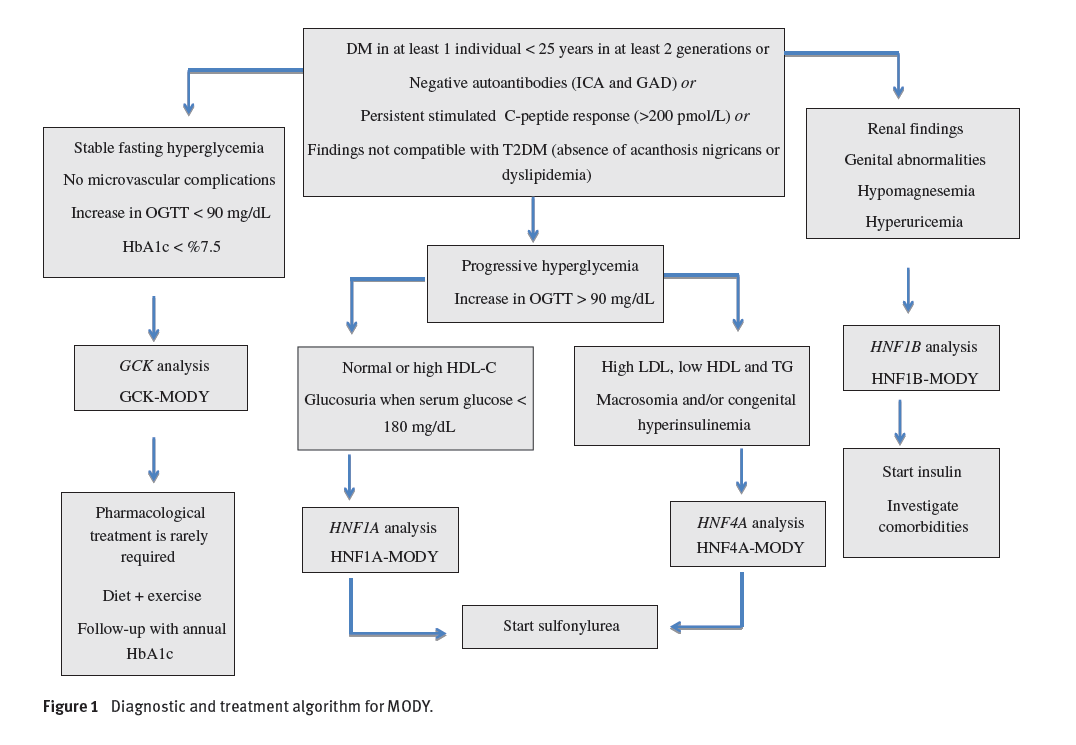 DM in at least 1 individual < 25 years in at least 2 generations or
Negative autoantibodies (ICA and GAD) or
Persistent stimulated C-peptide response (>200 pmol/L) or
Findings not compatible with T2DM (absence of acanthosis nigricans or
dyslipidemia)
Stable fasting hyperglycemia
No microvascular complications
Increase in OGTT < 90 mg/dL
HbA1c < %7.5
Renal findings
Genital abnormalities
Hypomagnesemia
Hyperuricemia
Progressive hyperglycemia
Increase in OGTT > 90 mg/dL
GCK analysis
GCK-MODY
Normal or high HDL-C
Glucosuria when serum glucose <
180 mg/dL
High LDL, low HDL and TG
Macrosomia and/or congenital
hyperinsulinemia
HNF1B analysis
HNF1B-MODY
Pharmacological
treatment is rarely
required
Diet + exercise
Follow-up with annual
HbA1c
HNF1A analysis
HNF1A-MODY
HNF4A analysis
HNF4A-MODY
Start insulin
Investigate
comorbidities
Start sulfonylurea
Figure 1 Diagnostic and treatment algorithm for MODY.